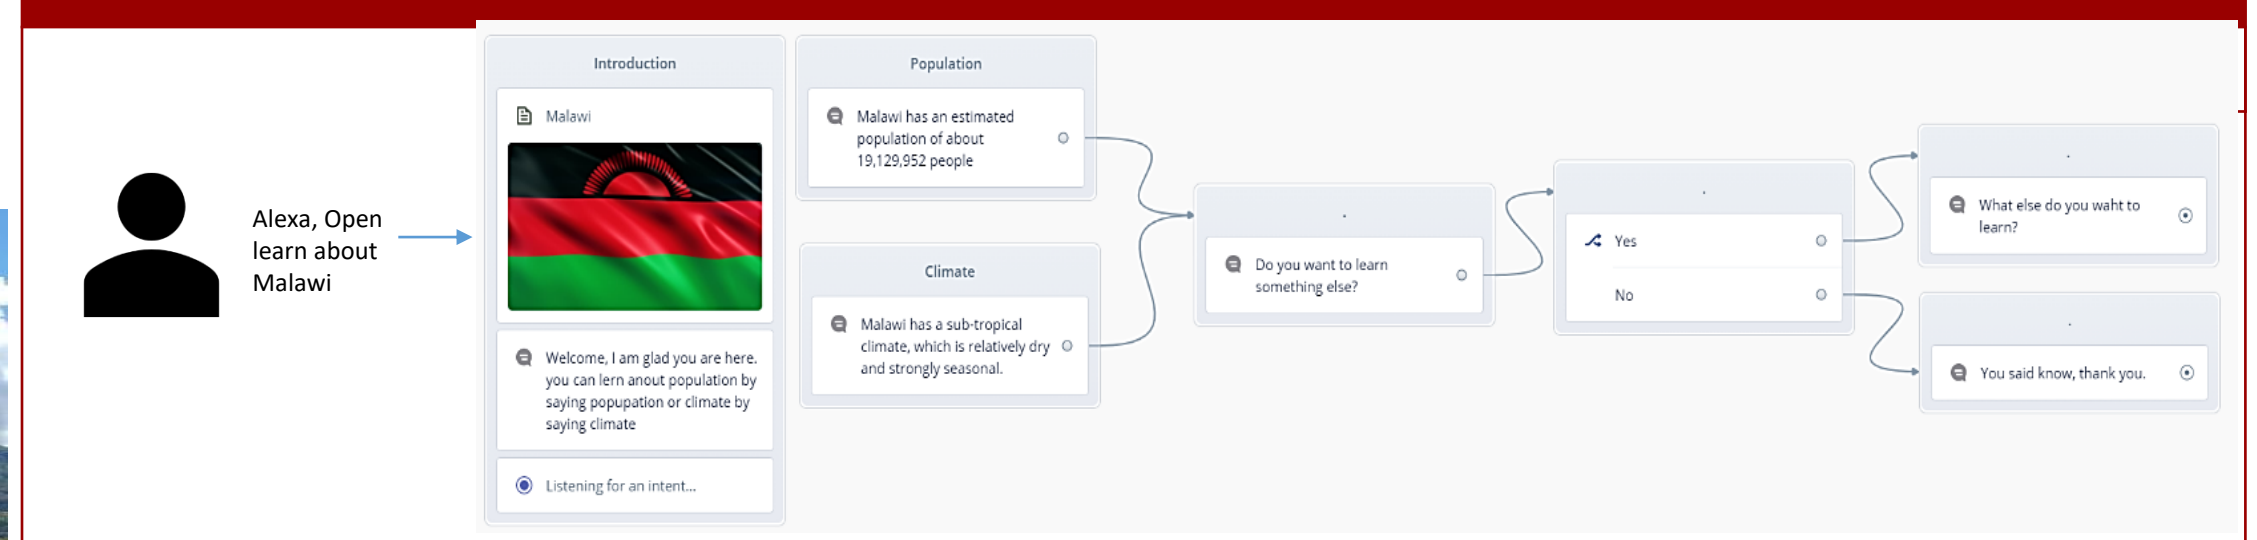 Alexa, Open
learn about
Malawi
Introduction
Malawi
Welcome, I am glad you are here.
you can lern anout population by
saying popupation or climate by
saying climate
Listening for an intent...
Population
Malawi has an estimated
population of about
19,129,952 people
Climate
Malawi has a sub-tropical
climate, which is relatively dry
and strongly seasonal.
.
Do you want to learn
something else?
.
Yes
No
.
What else do you waht to
learn?
.
You said know, thank you.